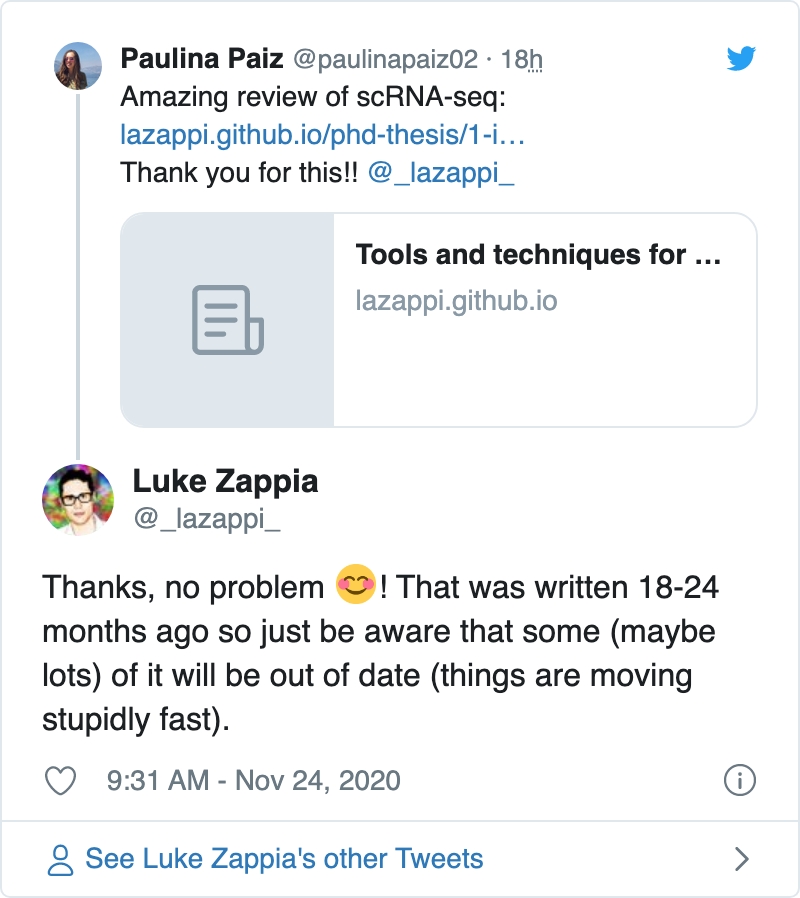 Paulina Paiz @paulinapaiz02 · 18h
Amazing review of scRNA-seq:
lazappi.github.io/phd-thesis/1-i…
Thank you for this!! @_lazappi_
Tools and techniques for ...
lazappi.github.io
Luke Zappia
@_lazappi_
Thanks, no problem 😊! That was written 18-24
months ago so just be aware that some (maybe
lots) of it will be out of date (things are moving
stupidly fast).
9:31 AM - Nov 24, 2020
See Luke Zappia's other Tweets